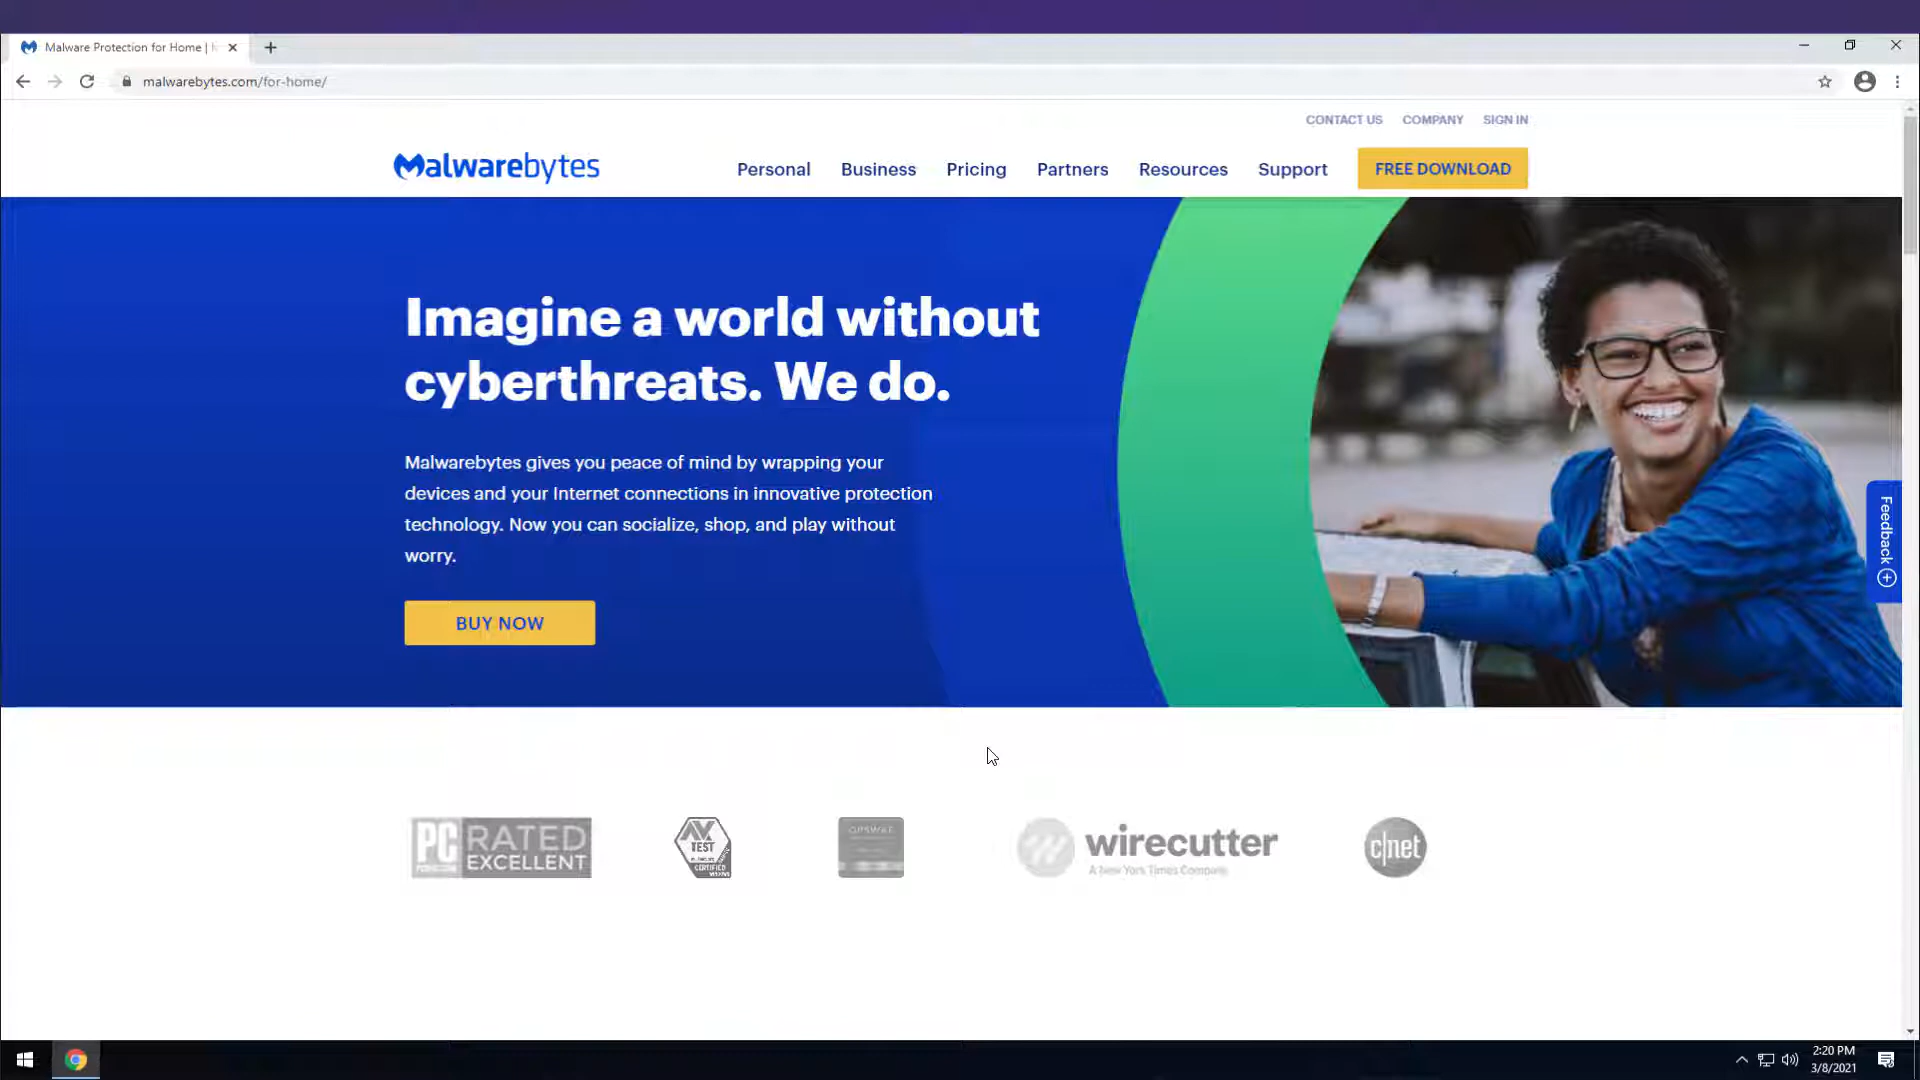 Malware Protection for Home |
malwarebytes.com/for-home/
CONTACT US COMPANY SIGN IN
Malwarebytes
Personal Business Pricing Partners Resources Support FREE DOWNLOAD
Imagine a world without
cyberthreats. We do.
Malwarebytes gives you peace of mind by wrapping your
devices and your Internet connections in innovative protection
technology. Now you can socialize, shop, and play without
worry.
BUY NOW
Feedback
PC RATED
EXCELLENT
AV
TEST
CERTIFIED
OPSWAT
wirecutter
A New York Times Company
c|net
2:20 PM
3/8/2021